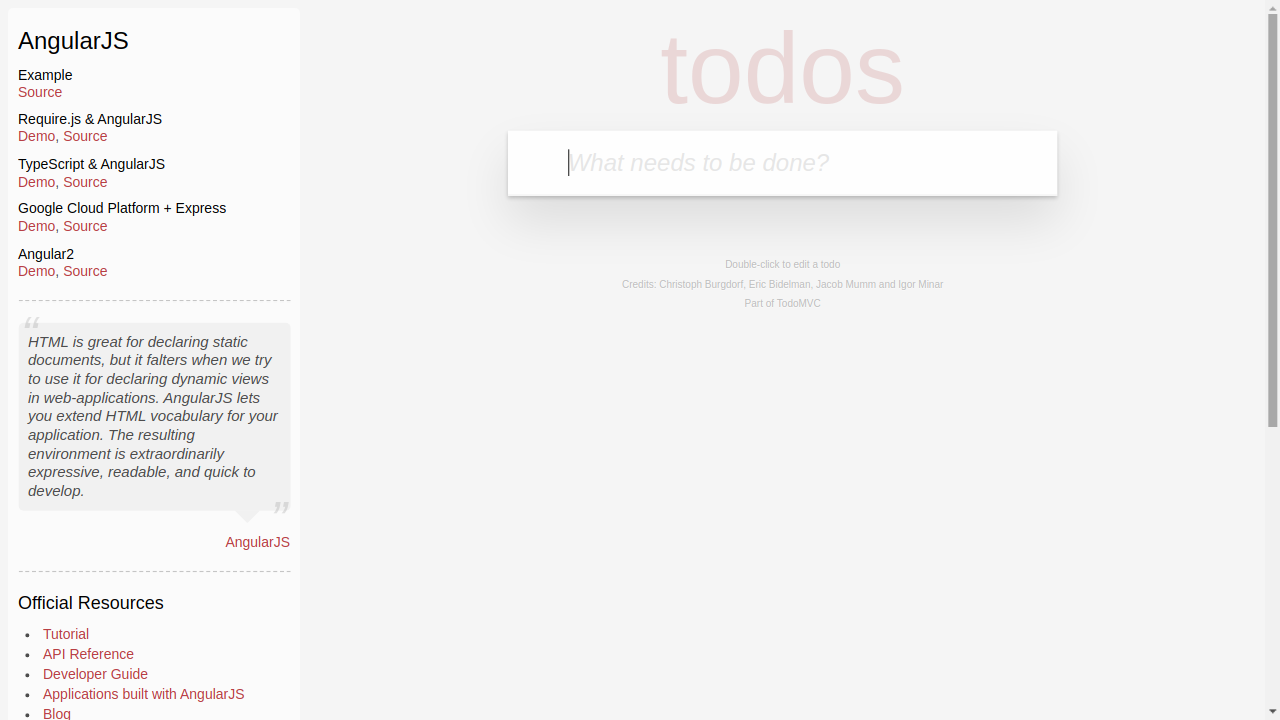 AngularJS
Example
Source
Require.js & AngularJS
Demo, Source
TypeScript & AngularJS
Demo, Source
Google Cloud Platform + Express
Demo, Source
Angular2
Demo, Source
“
HTML is great for declaring static
documents, but it falters when we try
to use it for declaring dynamic views
in web-applications. AngularJS lets
you extend HTML vocabulary for your
application. The resulting
environment is extraordinarily
expressive, readable, and quick to
develop.
”
AngularJS
Official Resources
• Tutorial
• API Reference
• Developer Guide
• Applications built with AngularJS
• Blog
todos
What needs to be done?
Double-click to edit a todo
Credits: Christoph Burgdorf, Eric Bidelman, Jacob Mumm and Igor Minar
Part of TodoMVC